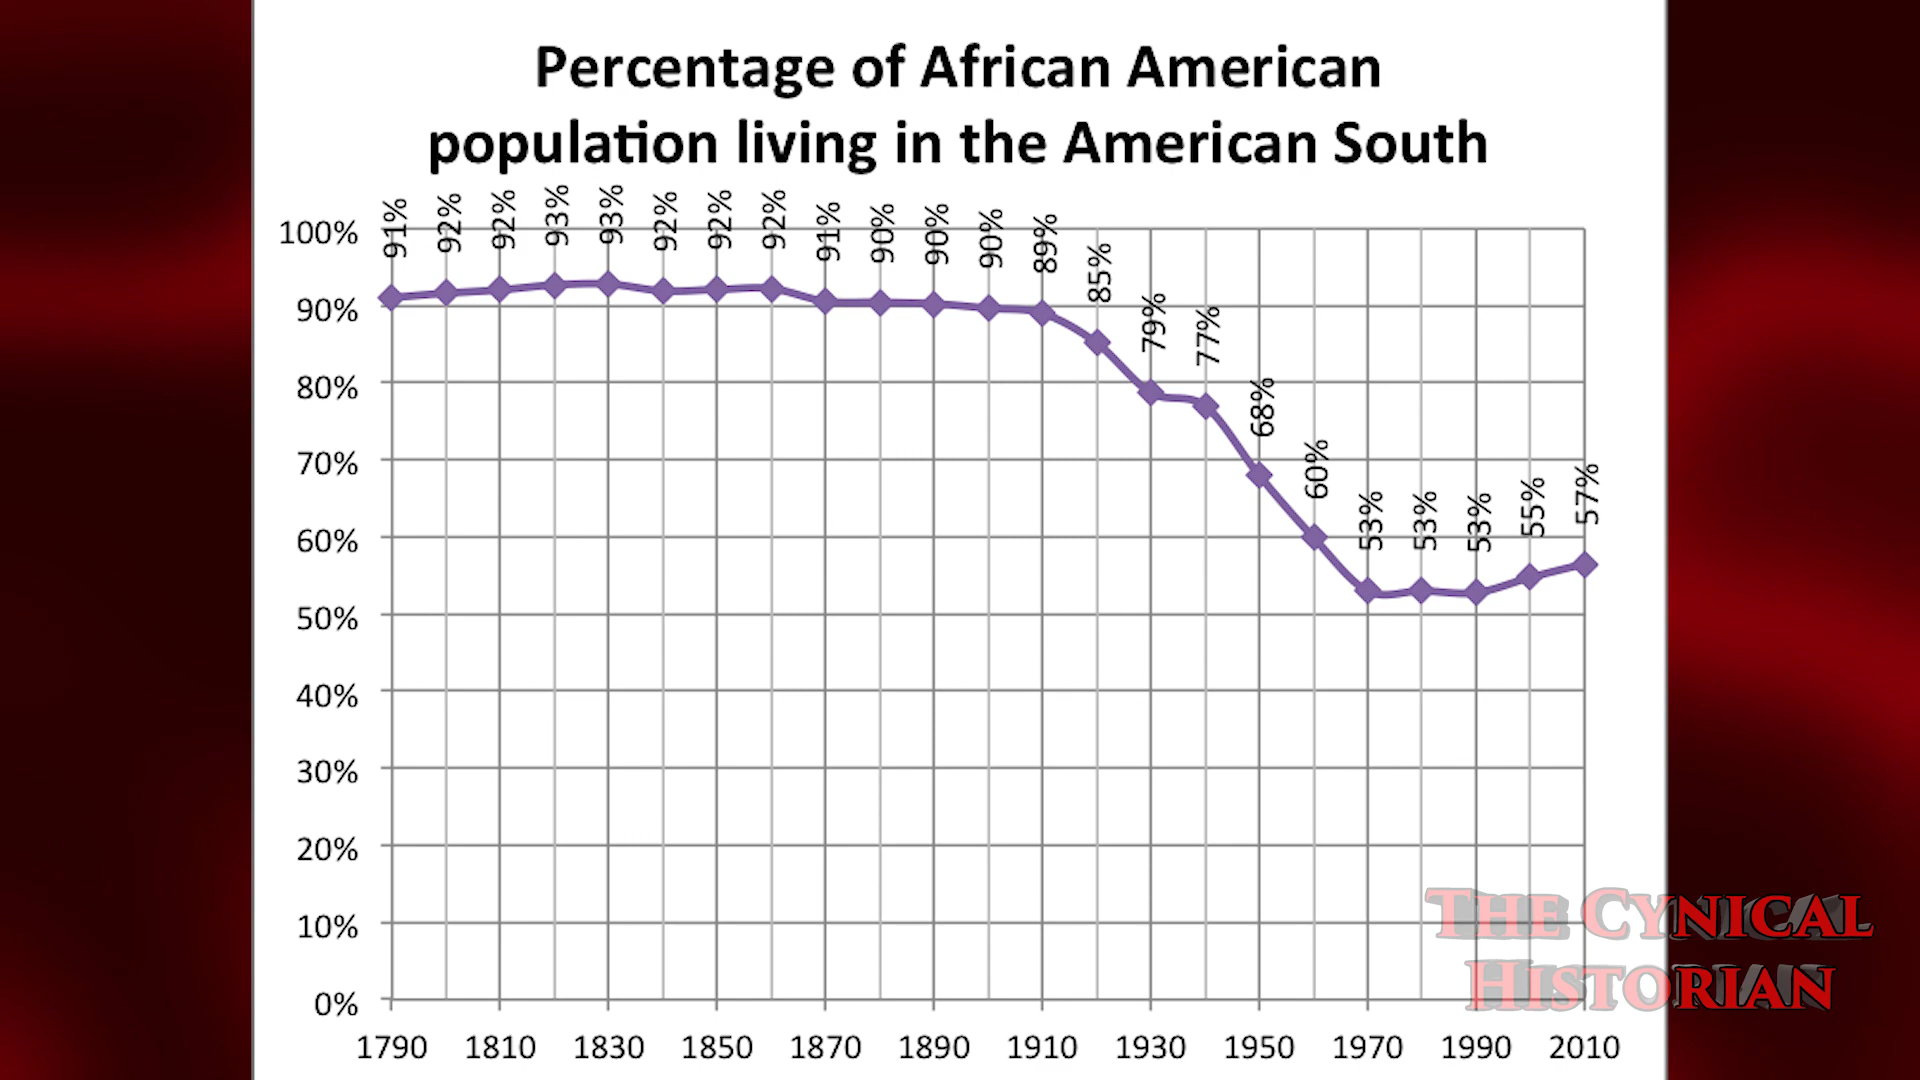 Percentage of African American
population living in the American South
91% 92% 92% 93% 93% 92% 92% 92% 91% 90% 90% 90% 89% 85% 79% 77% 68% 60% 53% 53% 53% 55% 57%
100%
90%
80%
70%
60%
50%
40%
30%
20%
10%
0%
1790 1810 1830 1850 1870 1890 1910 1930 1950 1970 1990 2010
The Cynical
Historian